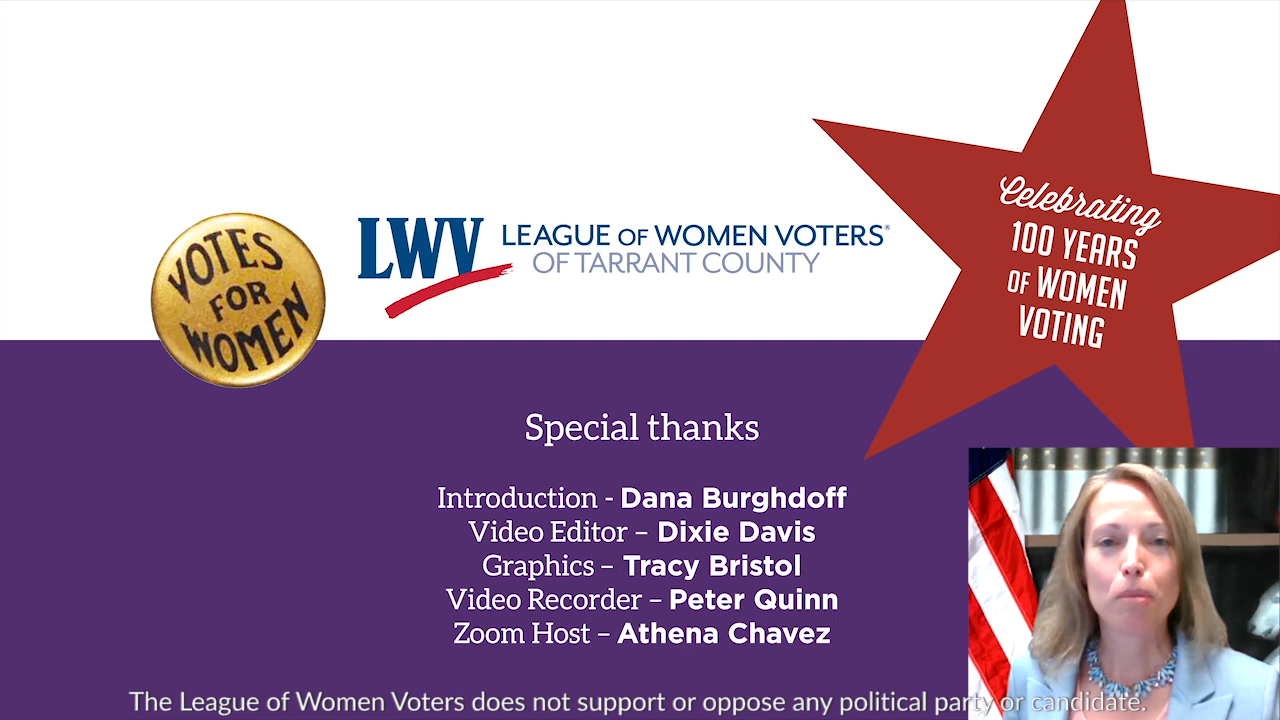 VOTES
FOR
WOMEN
LWV
LEAGUE OF WOMEN VOTERS®
OF TARRANT COUNTY
Celebrating
100 YEARS
OF WOMEN
VOTING
Special thanks
Introduction - Dana Burghdoff
Video Editor – Dixie Davis
Graphics – Tracy Bristol
Video Recorder – Peter Quinn
Zoom Host – Athena Chavez
The League of Women Voters does not support or oppose any political party or candidate.